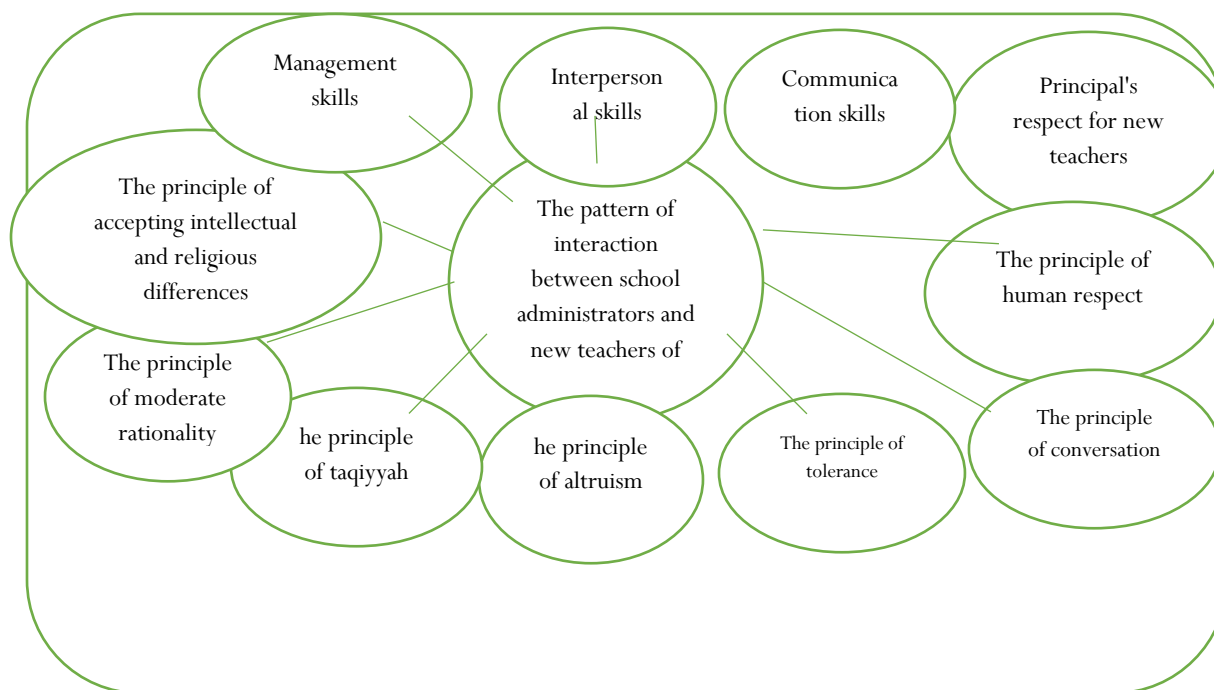 Management
skills
Interperson
al skills
Communica
tion skills
Principal's
respect for new
teachers
The principle of
accepting intellectual
and religious
differences
The pattern of
interaction
between school
administrators and
new teachers of
The principle of
human respect
The principle
of moderate
rationality
he principle
of taqiyyah
he principle
of altruism
The principle of
tolerance
The principle
of conversation